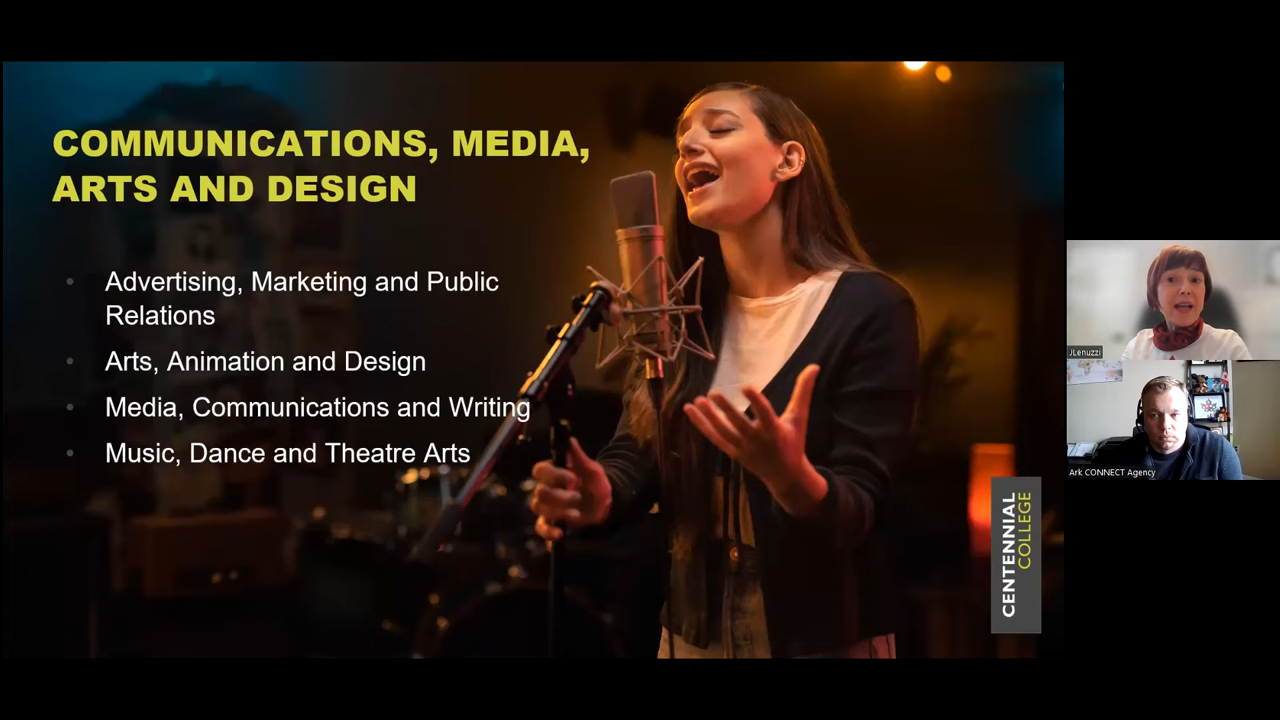 COMMUNICATIONS, MEDIA,
ARTS AND DESIGN
Advertising, Marketing and Public
Relations
Arts, Animation and Design
Media, Communications and Writing
Music, Dance and Theatre Arts
CENTENNIAL
COLLEGE
JLenuzzi
Ark CONNECT Agency